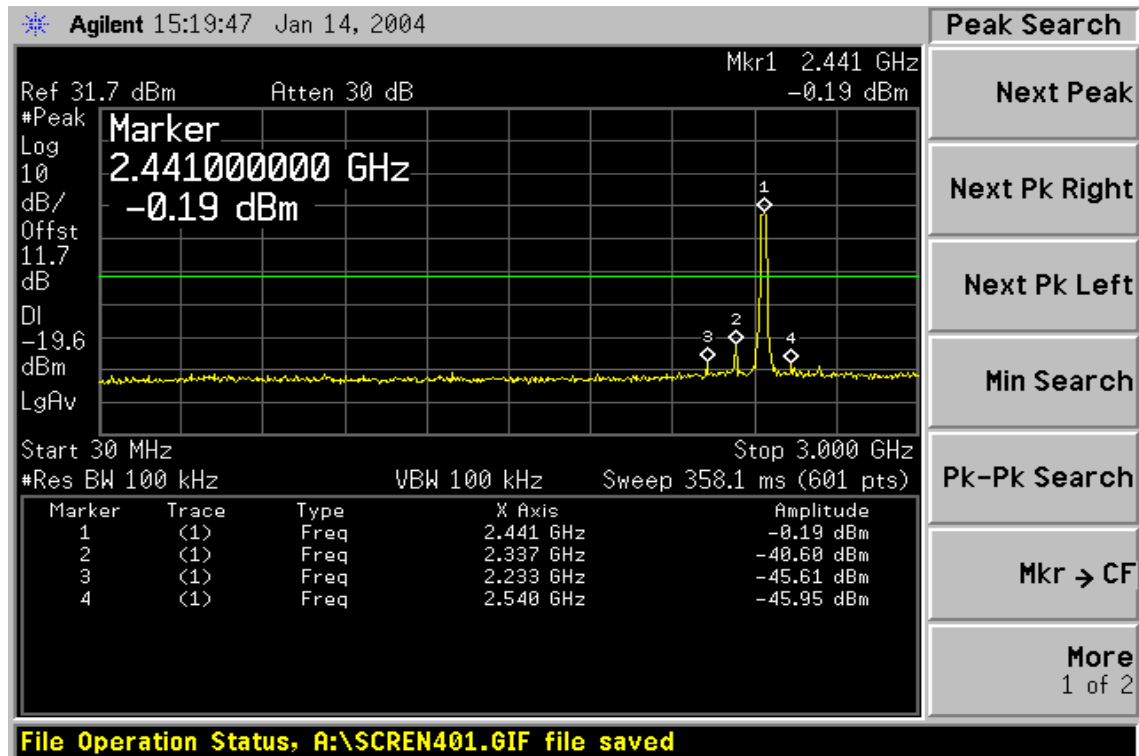 Agilent 15:19:47 Jan 14, 2004
Peak Search
Mkr1 2.441 GHz
Ref 31.7 dBm Atten 30 dB -0.19 dBm
#Peak
Log
10
dB/
Offst
11.7
dB
DI
-19.6
dBm
LgAv
Marker
2.441000000 GHz
-0.19 dBm
1
2
3
4
Start 30 MHz Stop 3.000 GHz
#Res BW 100 kHz VBW 100 kHz Sweep 358.1 ms (601 pts)
Marker Trace Type X Axis Amplitude
1 (1) Freq 2.441 GHz -0.19 dBm
2 (1) Freq 2.337 GHz -40.60 dBm
3 (1) Freq 2.233 GHz -45.61 dBm
4 (1) Freq 2.540 GHz -45.95 dBm
Next Peak
Next Pk Right
Next Pk Left
Min Search
Pk-Pk Search
Mkr → CF
More
1 of 2
File Operation Status, A:\SCREN401.GIF file saved